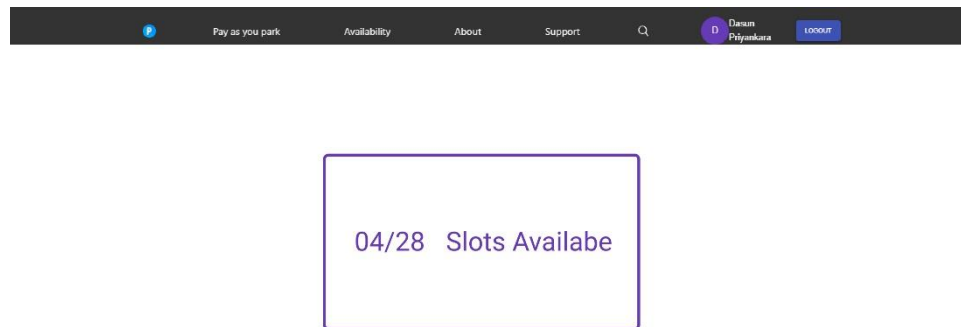 P Pay as you park Availability About Support D Dasun Priyankara LOGOUT
04/28 Slots Availabe